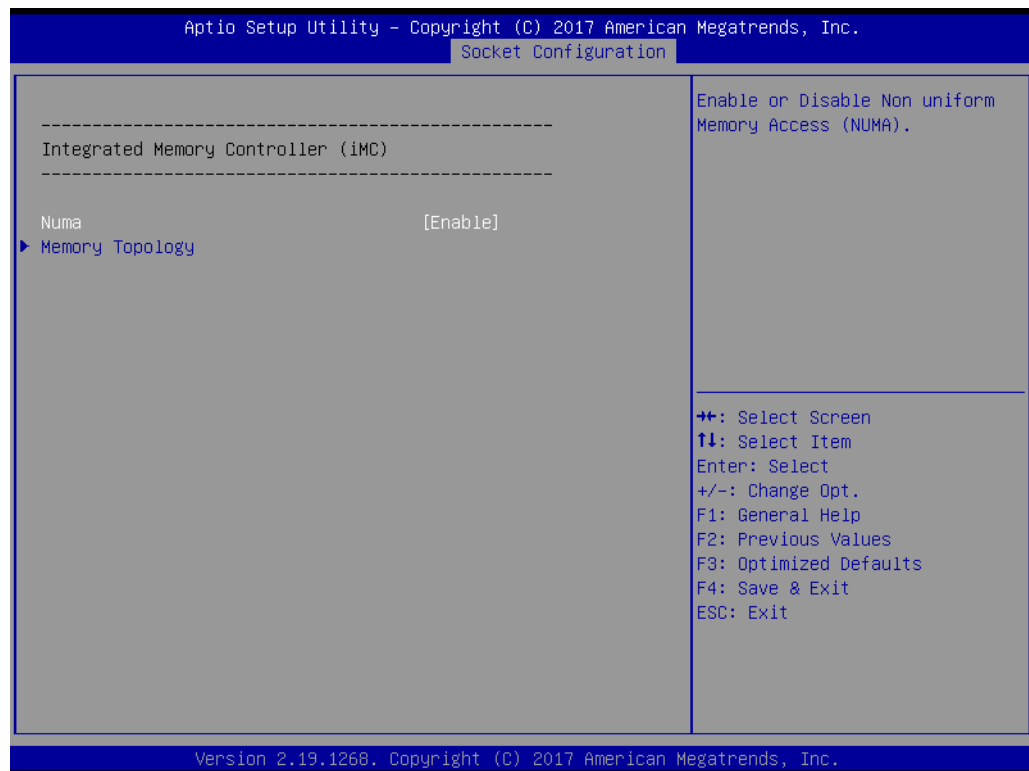 Aptio Setup Utility – Copyright (C) 2017 American Megatrends, Inc.
Socket Configuration
--------------------------------------------------
Integrated Memory Controller (iMC)
--------------------------------------------------
Numa [Enable]
Memory Topology
Enable or Disable Non uniform
Memory Access (NUMA).
→←: Select Screen
↑↓: Select Item
Enter: Select
+/-: Change Opt.
F1: General Help
F2: Previous Values
F3: Optimized Defaults
F4: Save & Exit
ESC: Exit
Version 2.19.1268. Copyright (C) 2017 American Megatrends, Inc.